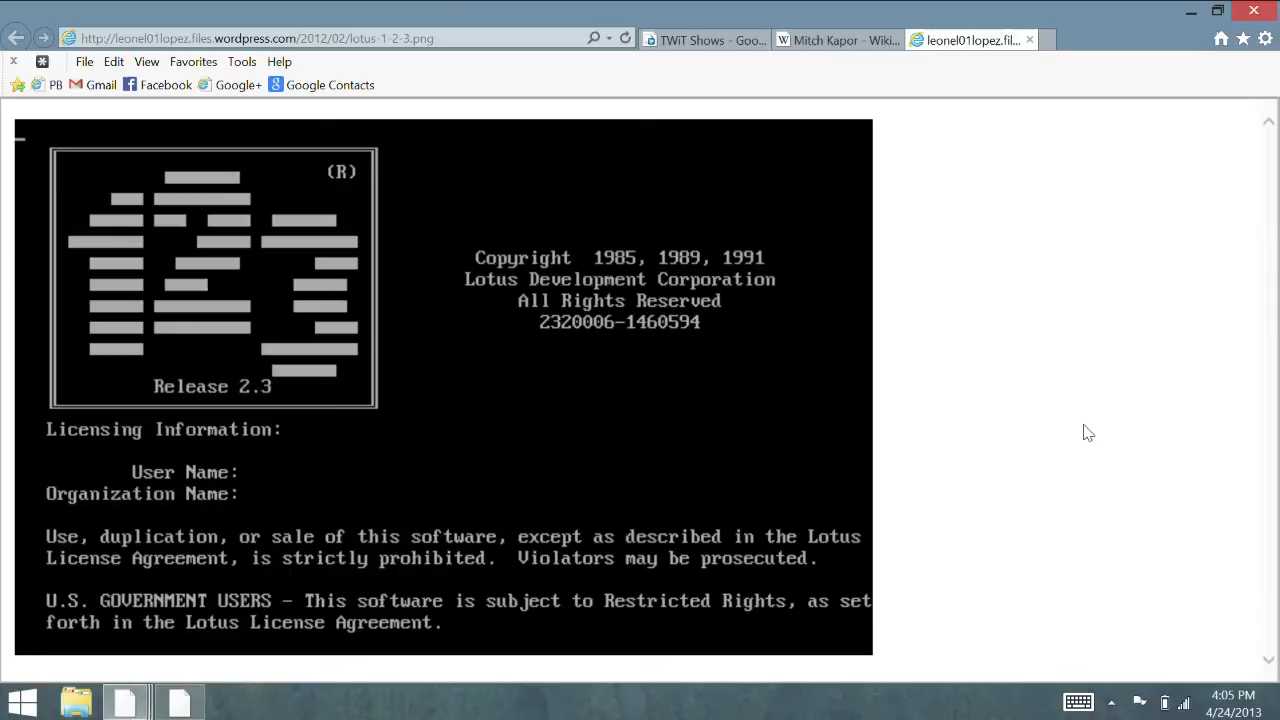 http://leonel01lopez.files.wordpress.com/2012/02/lotus-1-2-3.png
TWiT Shows - Goo...
Mitch Kapor - Wiki...
leonel01lopez.fil...
File Edit View Favorites Tools Help
PB Gmail Facebook Google+ Google Contacts
(R)
123
Release 2.3
Copyright 1985, 1989, 1991
Lotus Development Corporation
All Rights Reserved
2320006-1460594
Licensing Information:
User Name:
Organization Name:
Use, duplication, or sale of this software, except as described in the Lotus
License Agreement, is strictly prohibited. Violators may be prosecuted.
U.S. GOVERNMENT USERS - This software is subject to Restricted Rights, as set
forth in the Lotus License Agreement.
4:05 PM
4/24/2013